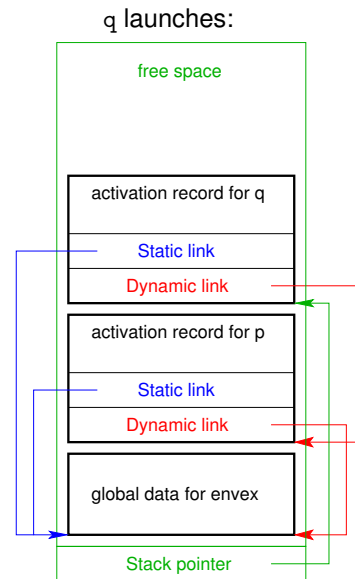 q launches:
free space
activation record for q
Static link
Dynamic link
activation record for p
Static link
Dynamic link
global data for envex
Stack pointer